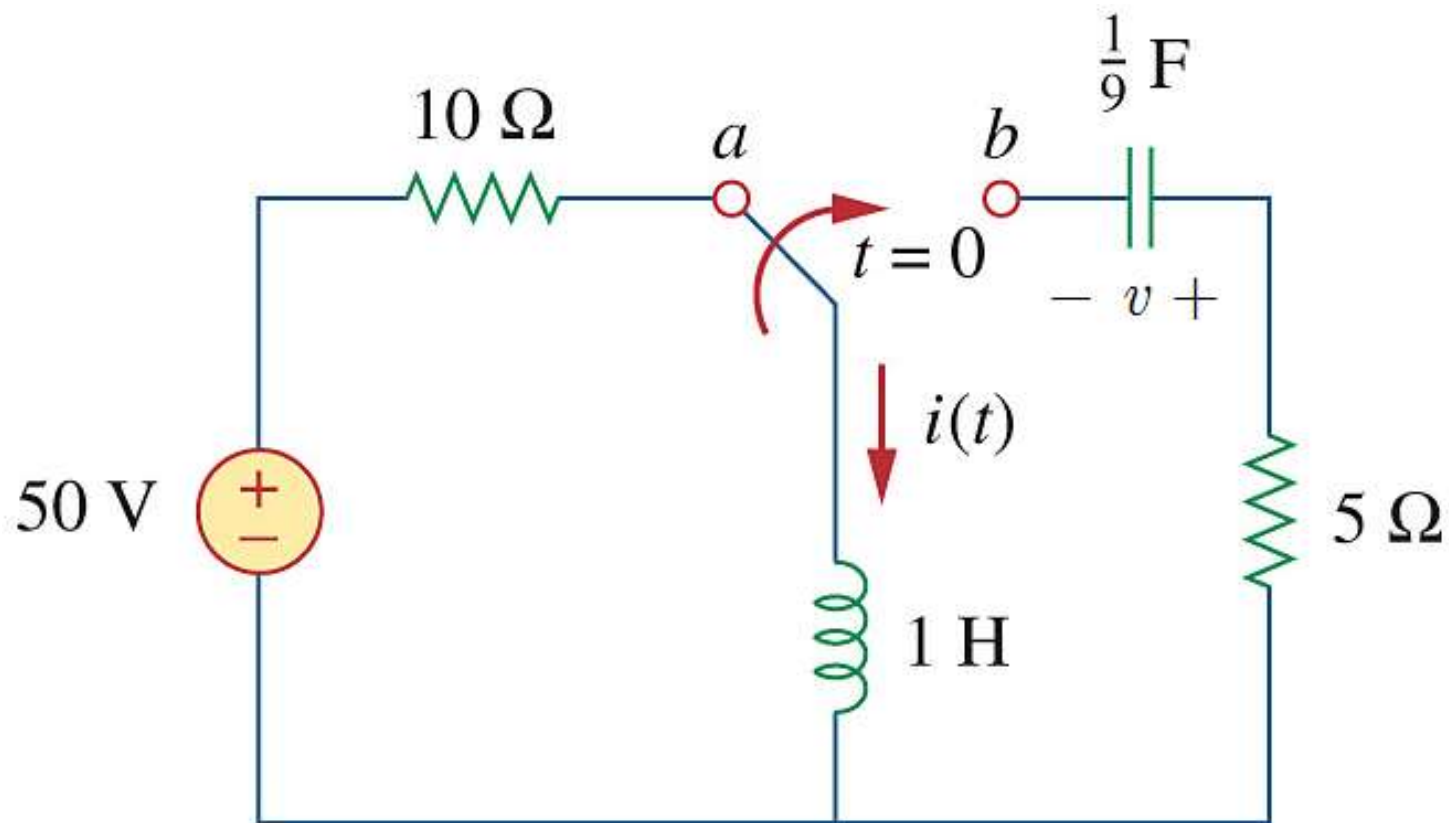 1/9 F
10 Ω
a
b
t = 0
− v +
i(t)
50 V
+
−
5 Ω
1 H